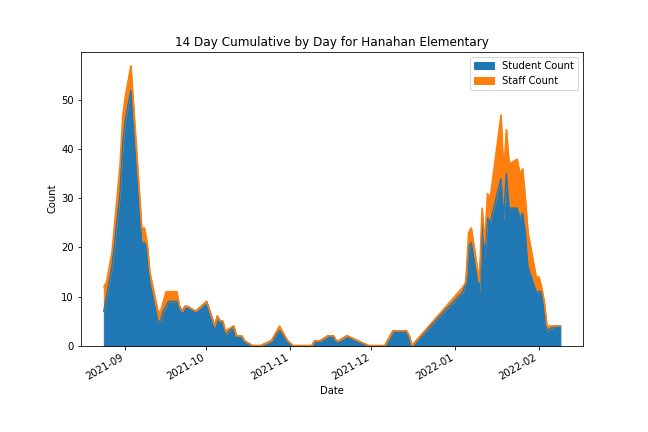 14 Day Cumulative by Day for Hanahan Elementary
Student Count
Staff Count
Count
50
40
30
20
10
0
2021-09
2021-10
2021-11
2021-12
2022-01
2022-02
Date